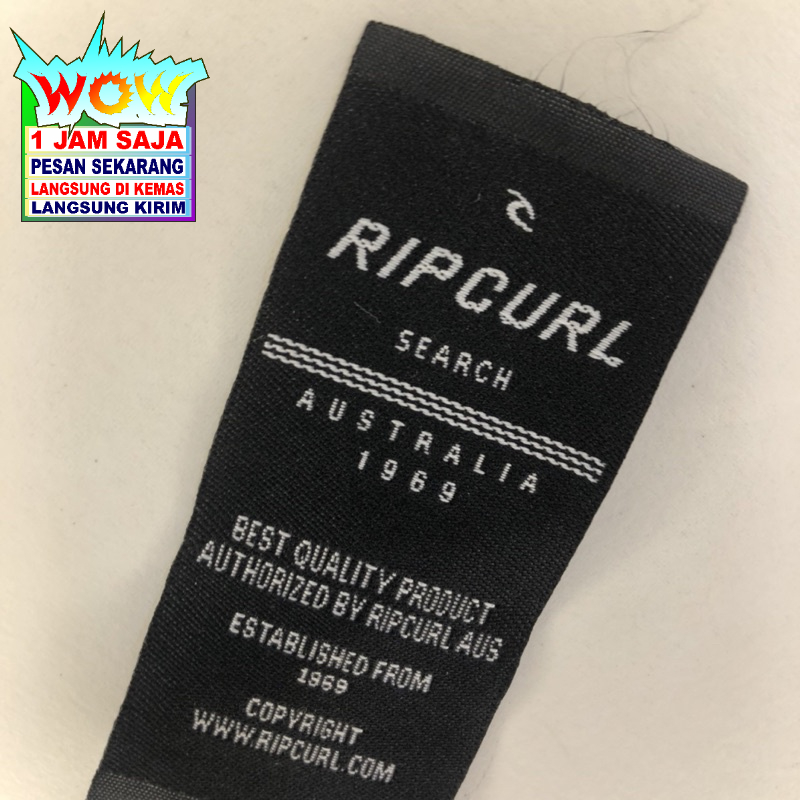 WOW
1 JAM SAJA
PESAN SEKARANG
LANGSUNG DI KEMAS
LANGSUNG KIRIM
RIPCURL
SEARCH
AUSTRALIA
1969
BEST QUALITY PRODUCT
AUTHORIZED BY RIPCURL AUS
ESTABLISHED FROM
1969
COPYRIGHT
WWW.RIPCURL.COM